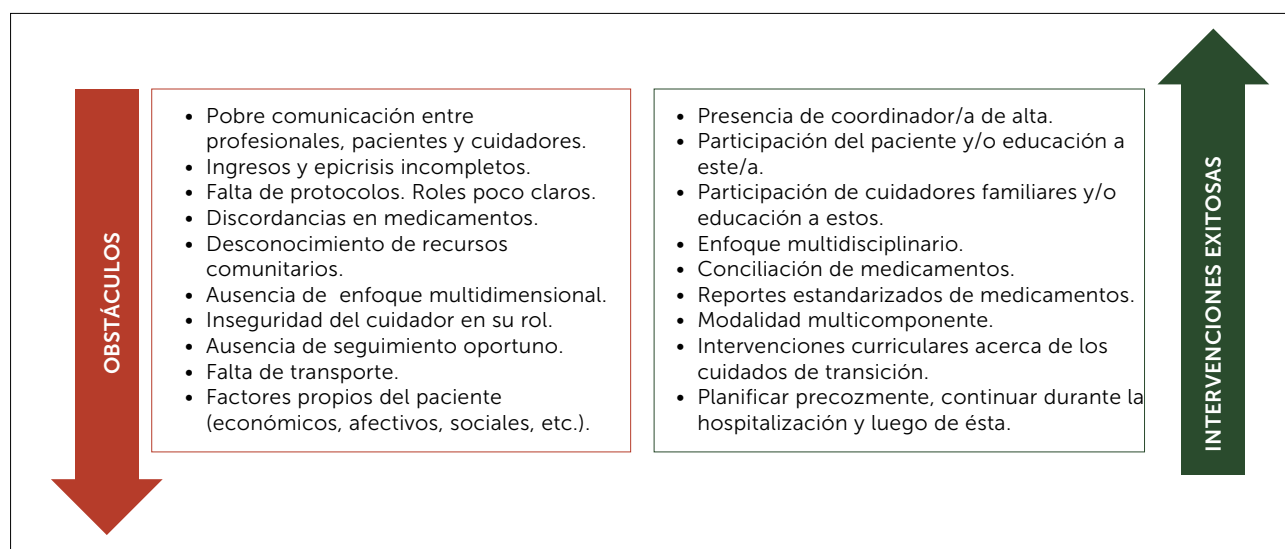 OBSTÁCULOS
• Pobre comunicación entre
profesionales, pacientes y cuidadores.
• Ingresos y epicrisis incompletos.
• Falta de protocolos. Roles poco claros.
• Discordancias en medicamentos.
• Desconocimiento de recursos
comunitarios.
• Ausencia de enfoque multidimensional.
• Inseguridad del cuidador en su rol.
• Ausencia de seguimiento oportuno.
• Falta de transporte.
• Factores propios del paciente
(económicos, afectivos, sociales, etc.).
• Presencia de coordinador/a de alta.
• Participación del paciente y/o educación a
este/a.
• Participación de cuidadores familiares y/o
educación a estos.
• Enfoque multidisciplinario.
• Conciliación de medicamentos.
• Reportes estandarizados de medicamentos.
• Modalidad multicomponente.
• Intervenciones curriculares acerca de los
cuidados de transición.
• Planificar precozmente, continuar durante la
hospitalización y luego de ésta.
INTERVENCIONES EXITOSAS